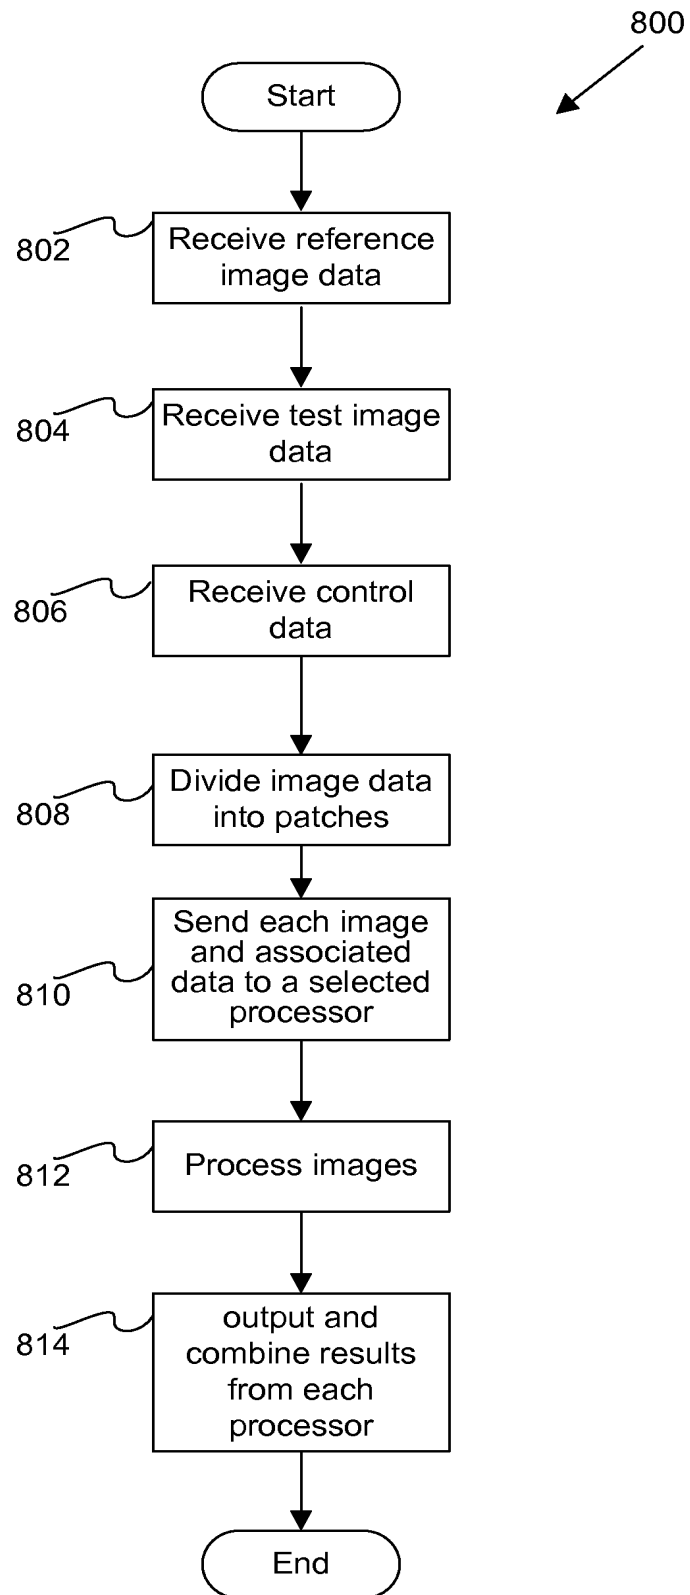 800
Start
802
Receive reference
image data
804
Receive test image
data
806
Receive control
data
808
Divide image data
into patches
810
Send each image
and associated
data to a selected
processor
812
Process images
814
output and
combine results
from each
processor
End